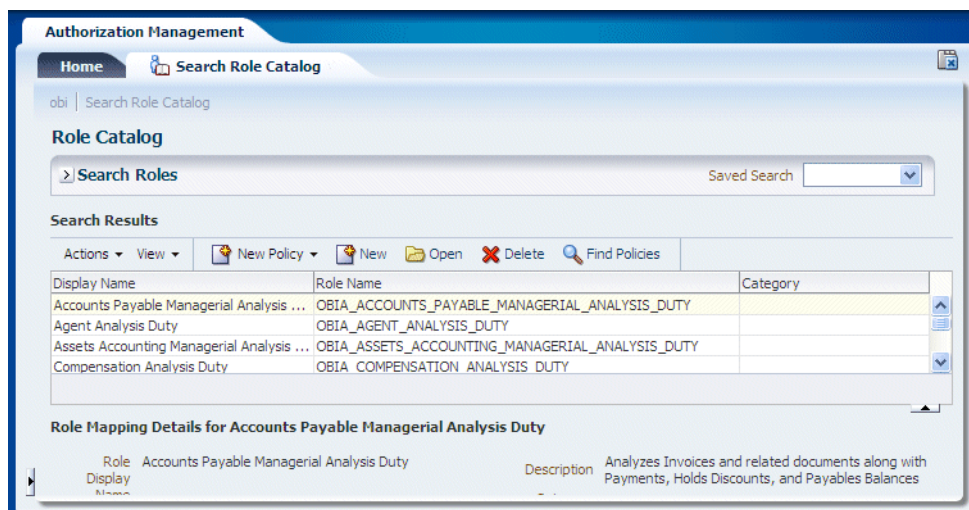 Authorization Management
Home Search Role Catalog
obi Search Role Catalog
Role Catalog
Search Roles Saved Search
Search Results
Actions View New Policy New Open Delete Find Policies
Display Name Role Name Category
Accounts Payable Managerial Analysis ... OBIA_ACCOUNTS_PAYABLE_MANAGERIAL_ANALYSIS_DUTY
Agent Analysis Duty OBIA_AGENT_ANALYSIS_DUTY
Assets Accounting Managerial Analysis ... OBIA_ASSETS_ACCOUNTING_MANAGERIAL_ANALYSIS_DUTY
Compensation Analysis Duty OBIA_COMPENSATION_ANALYSIS_DUTY
Role Mapping Details for Accounts Payable Managerial Analysis Duty
Role Display Name Accounts Payable Managerial Analysis Duty
Description Analyzes Invoices and related documents along with
Payments, Holds Discounts, and Payables Balances